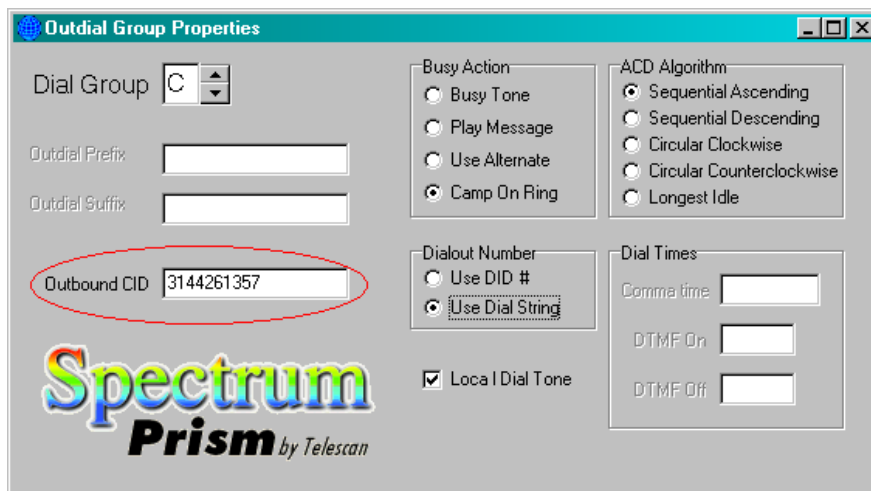 Outdial Group Properties
Dial Group C
Outdial Prefix
Outdial Suffix
Outbound CID 3144261357
Spectrum
Prism by Telescan
Busy Action
Busy Tone
Play Message
Use Alternate
Camp On Ring
Dialout Number
Use DID #
Use Dial String
Loca l Dial Tone
ACD Algorithm
Sequential Ascending
Sequential Descending
Circular Clockwise
Circular Counterclockwise
Longest Idle
Dial Times
Comma time
DTMF On
DTMF Off